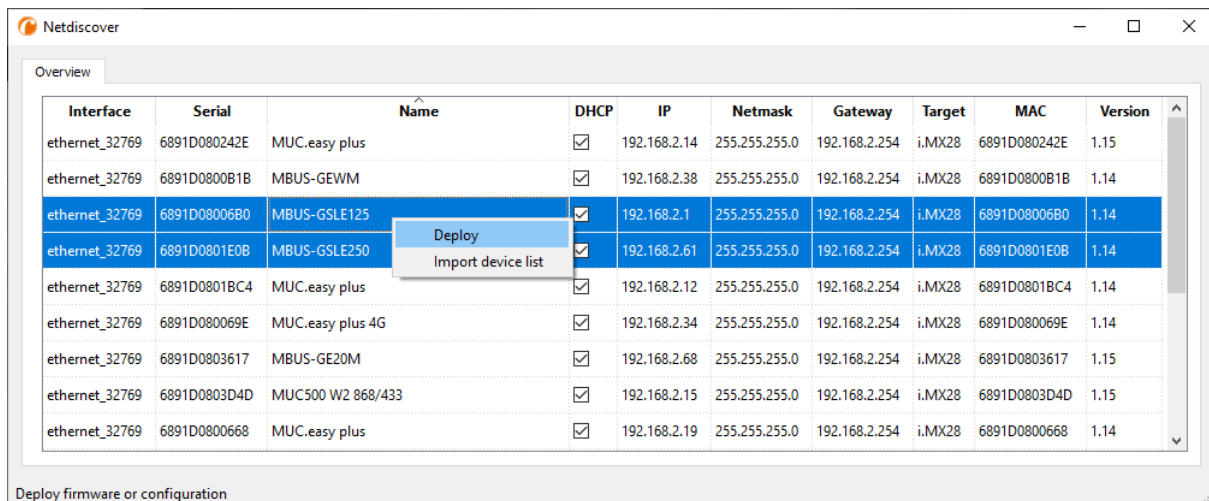 Netdiscover
Overview
Interface Serial Name DHCP IP Netmask Gateway Target MAC Version
ethernet_32769 6891D080242E MUC.easy plus 192.168.2.14 255.255.255.0 192.168.2.254 i.MX28 6891D080242E 1.15
ethernet_32769 6891D0800B1B MBUS-GEWM 192.168.2.38 255.255.255.0 192.168.2.254 i.MX28 6891D0800B1B 1.14
ethernet_32769 6891D08006B0 MBUS-GSLE125 192.168.2.1 255.255.255.0 192.168.2.254 i.MX28 6891D08006B0 1.14
Deploy
ethernet_32769 6891D0801E0B MBUS-GSLE250 192.168.2.61 255.255.255.0 192.168.2.254 i.MX28 6891D0801E0B 1.14
Import device list
ethernet_32769 6891D0801BC4 MUC.easy plus 192.168.2.12 255.255.255.0 192.168.2.254 i.MX28 6891D0801BC4 1.14
ethernet_32769 6891D080069E MUC.easy plus 4G 192.168.2.34 255.255.255.0 192.168.2.254 i.MX28 6891D080069E 1.14
ethernet_32769 6891D0803617 MBUS-GE20M 192.168.2.68 255.255.255.0 192.168.2.254 i.MX28 6891D0803617 1.15
ethernet_32769 6891D0803D4D MUC500 W2 868/433 192.168.2.15 255.255.255.0 192.168.2.254 i.MX28 6891D0803D4D 1.15
ethernet_32769 6891D0800668 MUC.easy plus 192.168.2.19 255.255.255.0 192.168.2.254 i.MX28 6891D0800668 1.14
Deploy firmware or configuration